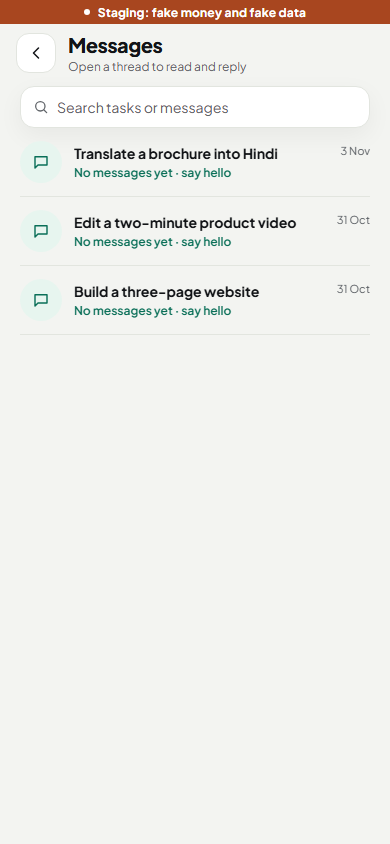 Staging: fake money and fake data
Messages
Open a thread to read and reply
Search tasks or messages
Translate a brochure into Hindi
3 Nov
No messages yet · say hello
Edit a two-minute product video
31 Oct
No messages yet · say hello
Build a three-page website
31 Oct
No messages yet · say hello